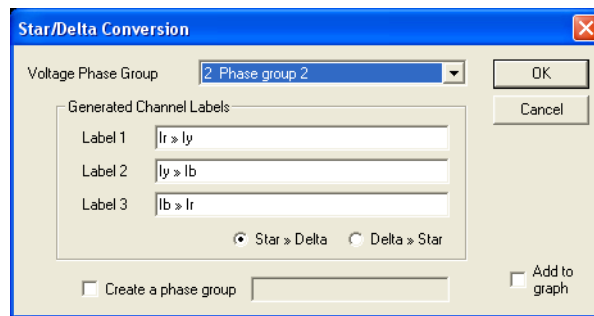 Star/Delta Conversion
Voltage Phase Group
2 Phase group 2
OK
Cancel
Generated Channel Labels
Label 1
Ir » Iy
Label 2
Iy » Ib
Label 3
Ib » Ir
Star » Delta
Delta » Star
Create a phase group
Add to
graph